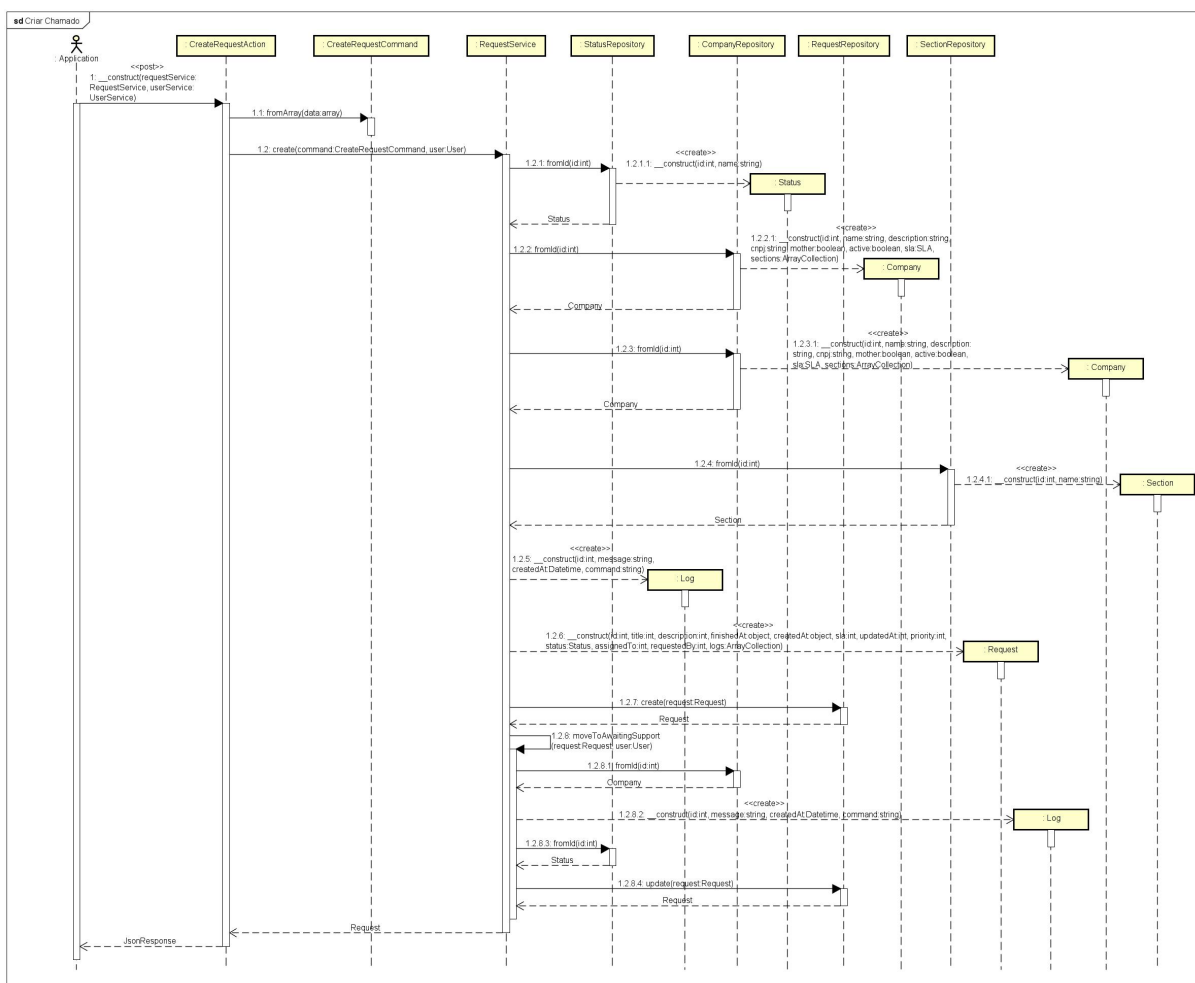 sd Criar Chamado
: Application
: CreateRequestAction
: CreateRequestCommand
: RequestService
: StatusRepository
: CompanyRepository
: RequestRepository
: SectionRepository
<<post>>
1: __construct(requestService:
RequestService, userService:
UserService)
1.1: fromArray(data:array)
1.2: create(command:CreateRequestCommand, user:User)
1.2.1: fromId(id:int)
<<create>>
1.2.1.1: __construct(id:int, name:string)
: Status
Status
1.2.2: fromId(id:int)
<<create>>
1.2.2.1: __construct(id:int, name:string, description:string,
cnpj:string, mother:boolean, active:boolean, sla:SLA,
sections:ArrayCollection)
: Company
Company
1.2.3: fromId(id:int)
<<create>>
1.2.3.1: __construct(id:int, name:string, description:
string, cnpj:string, mother:boolean, active:boolean,
sla:SLA, sections:ArrayCollection)
: Company
Company
1.2.4: fromId(id:int)
<<create>>
1.2.4.1: __construct(id:int, name:string)
: Section
Section
<<create>>
1.2.5: __construct(id:int, message:string,
createdAt:Datetime, command:string)
: Log
<<create>>
1.2.6: __construct(id:int, title:int, description:int, finishedAt:object, createdAt:object, sla:int, updatedAt:int, priority:int,
status:Status, assignedTo:int, requestedBy:int, logs:ArrayCollection)
: Request
1.2.7: create(request:Request)
Request
1.2.8: moveToAwaitingSupport
(request:Request, user:User)
1.2.8.1: fromId(id:int)
Company
<<create>>
1.2.8.2: __construct(id:int, message:string, createdAt:Datetime, command:string)
: Log
1.2.8.3: fromId(id:int)
Status
1.2.8.4: update(request:Request)
Request
Request
JsonResponse